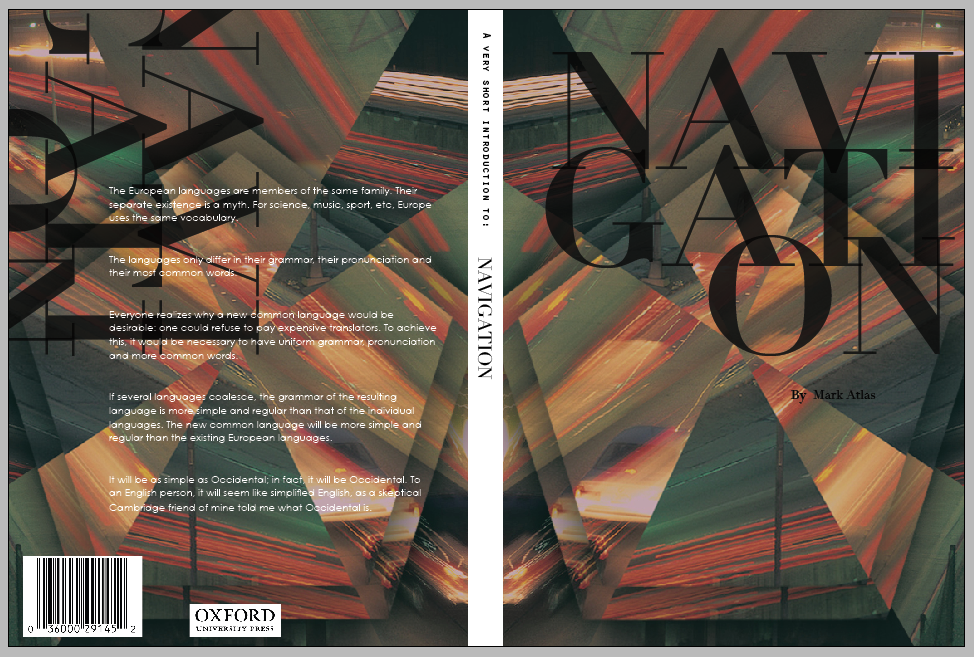 The European languages are members of the same family. Their
separate existence is a myth. For science, music, sport, etc, Europe
uses the same vocabulary.
The languages only differ in their grammar, their pronunciation and
their most common words.
Everyone realizes why a new common language would be
desirable: one could refuse to pay expensive translators. To achieve
this, it would be necessary to have uniform grammar, pronunciation
and more common words.
If several languages coalesce, the grammar of the resulting
language is more simple and regular than that of the individual
languages. The new common language will be more simple and
regular than the existing European languages.
It will be as simple as Occidental; in fact, it will be Occidental. To
an English person, it will seem like simplified English, as a skeptical
Cambridge friend of mine told me what Occidental is.
0 36000 29145 2
OXFORD
UNIVERSITY PRESS
A VERY SHORT INTRODUCTION TO:
NAVIGATION
NAVI
GATI
ON
By Mark Atlas